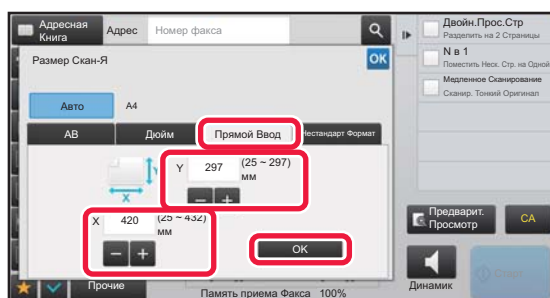 Адресная
Книга
Адрес
Номер факса
Размер Скан-Я
OK
Авто
A4
AB
Дюйм
Прямой Ввод
Нестандарт Формат
Y
297
(25 ~ 297)
мм
Y
X
X
420
(25 ~ 432)
мм
OK
Прочие
Память приема Факса 100%
Двойн.Прос.Стр
Разделить на 2 Страницы
N в 1
Поместить Неск. Стр. на Одной
Медленное Сканирование
Сканир. Тонкий Оригинал
Предварит.
Просмотр
CA
Динамик
Старт